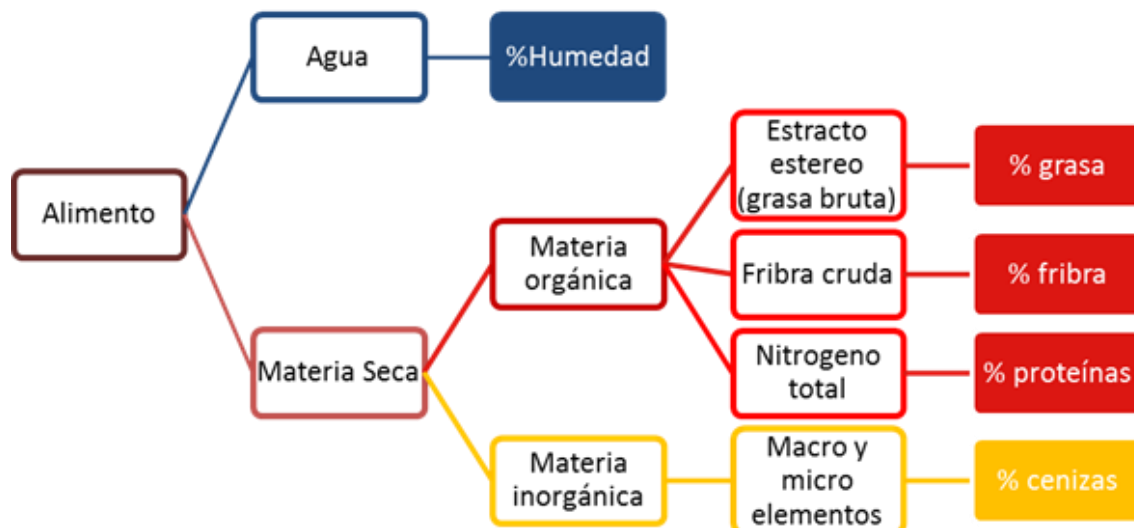 Agua
%Humedad
Alimento
Materia Seca
Materia
orgánica
Materia
inorgánica
Estracto
estereo
(grasa bruta)
% grasa
Fribra cruda
% fribra
Nitrogeno
total
% proteínas
Macro y
micro
elementos
% cenizas